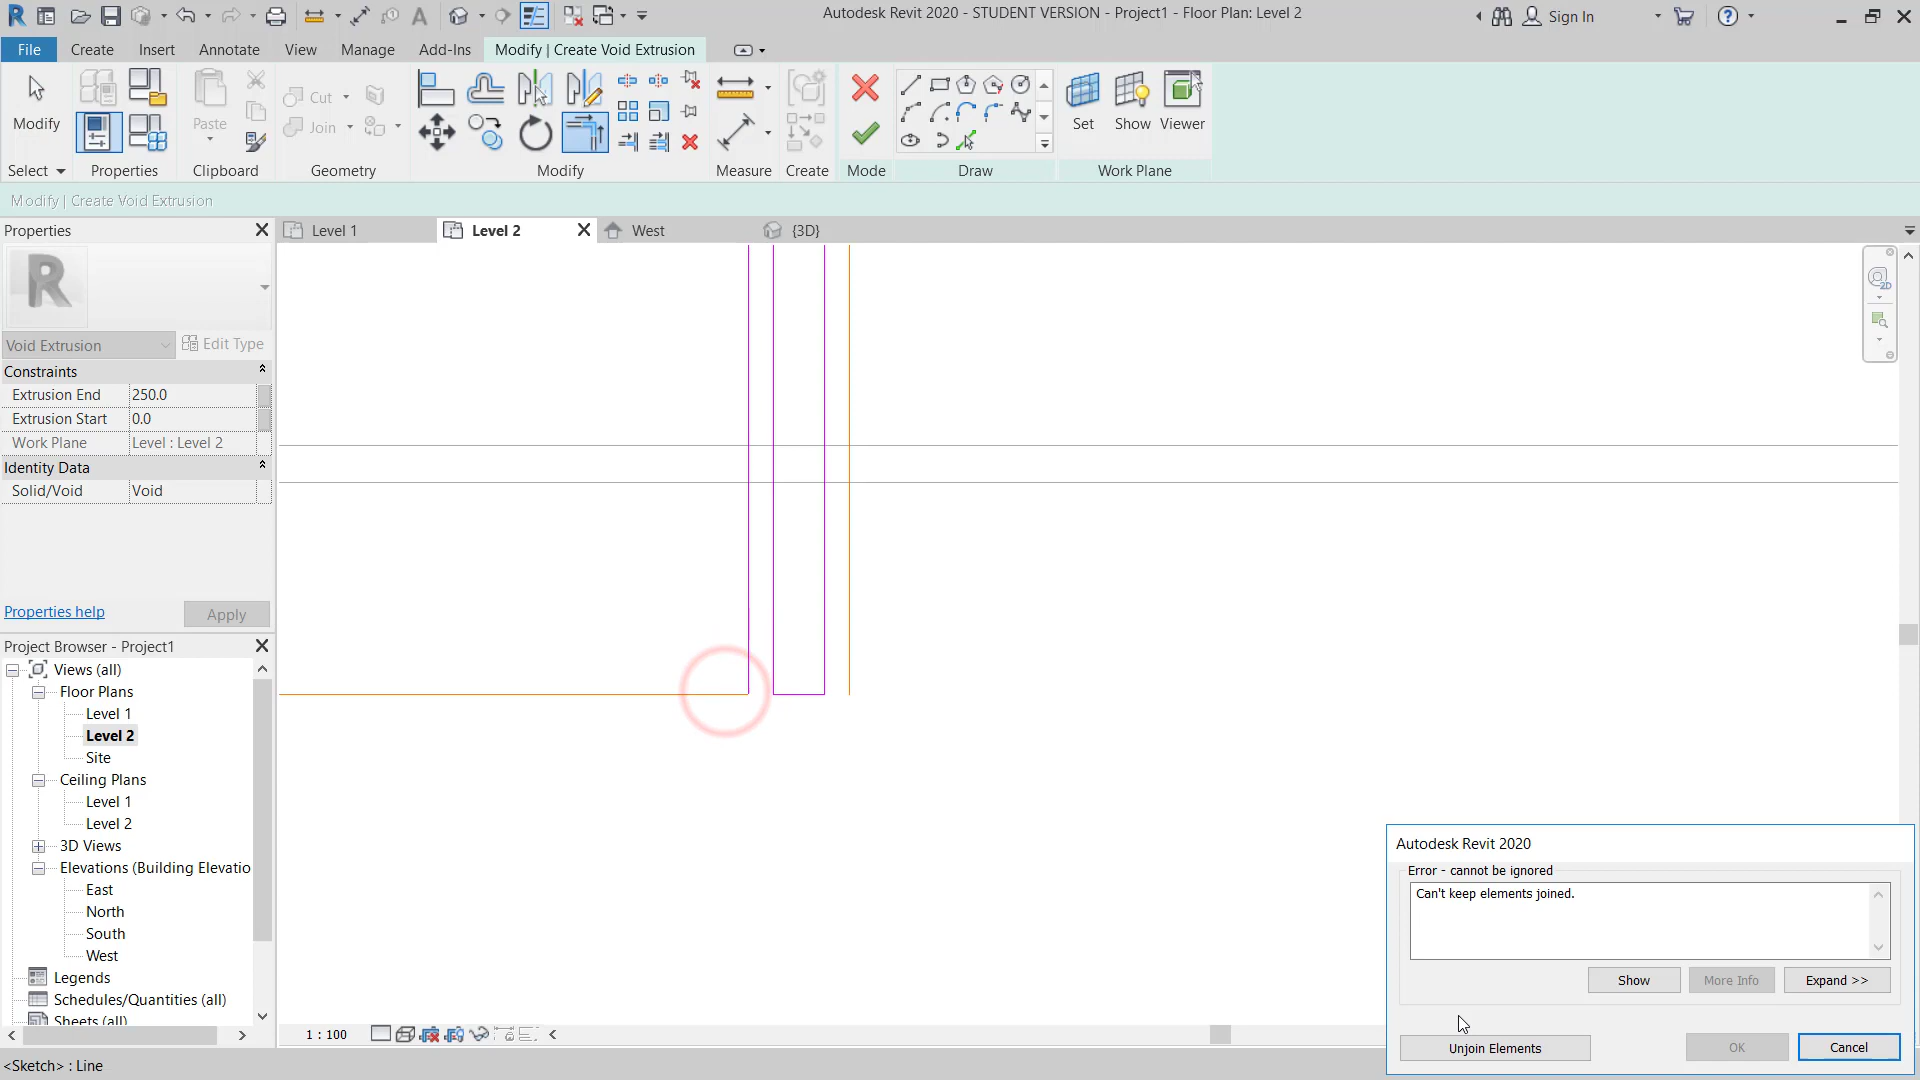 Autodesk Revit 2020 - STUDENT VERSION - Project1 - Floor Plan: Level 2
Sign In
File
Create
Insert
Annotate
View
Manage
Add-Ins
Modify | Create Void Extrusion
Modify
Paste
Cut
Join
Set
Show
Viewer
Select
Properties
Clipboard
Geometry
Modify
Measure
Create
Mode
Draw
Work Plane
Modify | Create Void Extrusion
Properties
Level 1
Level 2
West
{3D}
R
2D
Void Extrusion
Edit Type
Constraints
Extrusion End 250.0
Extrusion Start 0.0
Work Plane Level : Level 2
Identity Data
Solid/Void Void
Properties help
Apply
Project Browser - Project1
Views (all)
Floor Plans
Level 1
Level 2
Site
Ceiling Plans
Level 1
Level 2
3D Views
Elevations (Building Elevatio
East
North
South
West
Legends
Schedules/Quantities (all)
Sheets (all)
1 : 100
<Sketch> : Line
Autodesk Revit 2020
Error - cannot be ignored
Can't keep elements joined.
Show
More Info
Expand >>
Unjoin Elements
OK
Cancel